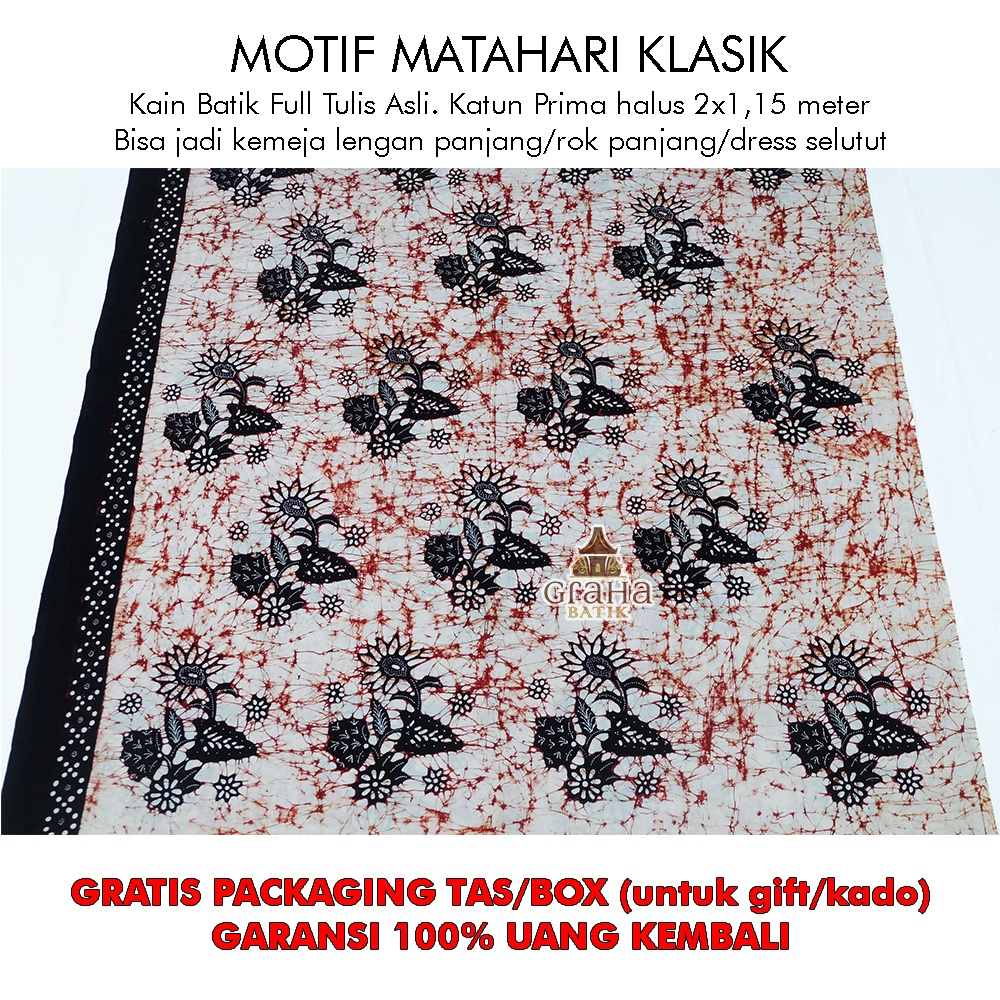 MOTIF MATAHARI KLASIK
Kain Batik Full Tulis Asli. Katun Prima halus 2x1,15 meter
Bisa jadi kemeja lengan panjang/rok panjang/dress selutut
GraHa
BATIK
GRATIS PACKAGING TAS/BOX (untuk gift/kado)
GARANSI 100% UANG KEMBALI